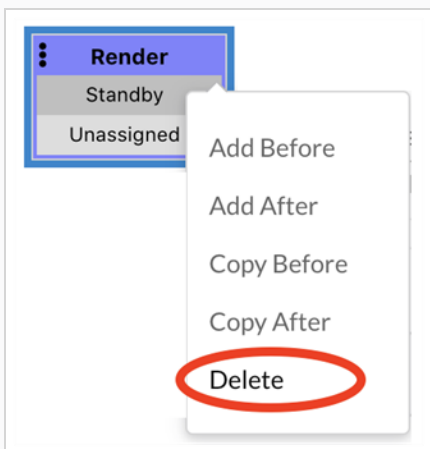 Render
Standby
Unassigned
Add Before
Add After
Copy Before
Copy After
Delete